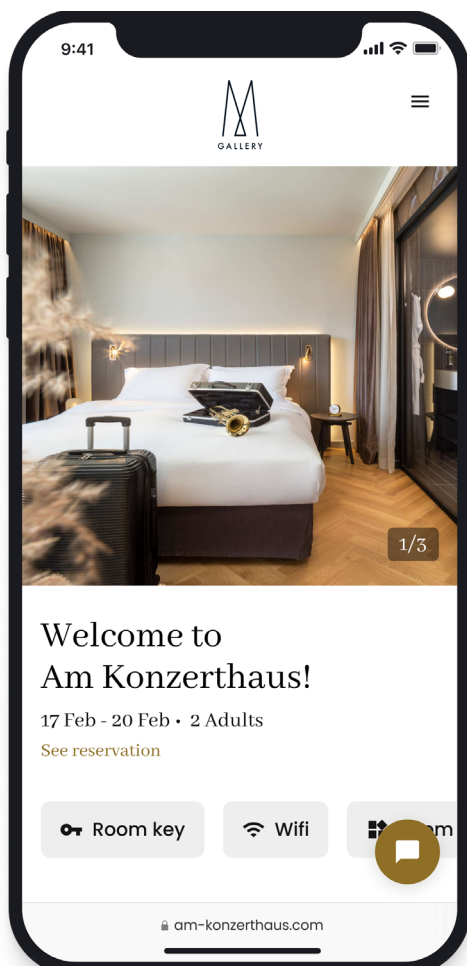 9:41
GALLERY
1/3
Welcome to
Am Konzerthaus!
17 Feb - 20 Feb • 2 Adults
See reservation
Room key
Wifi
am-konzerthaus.com